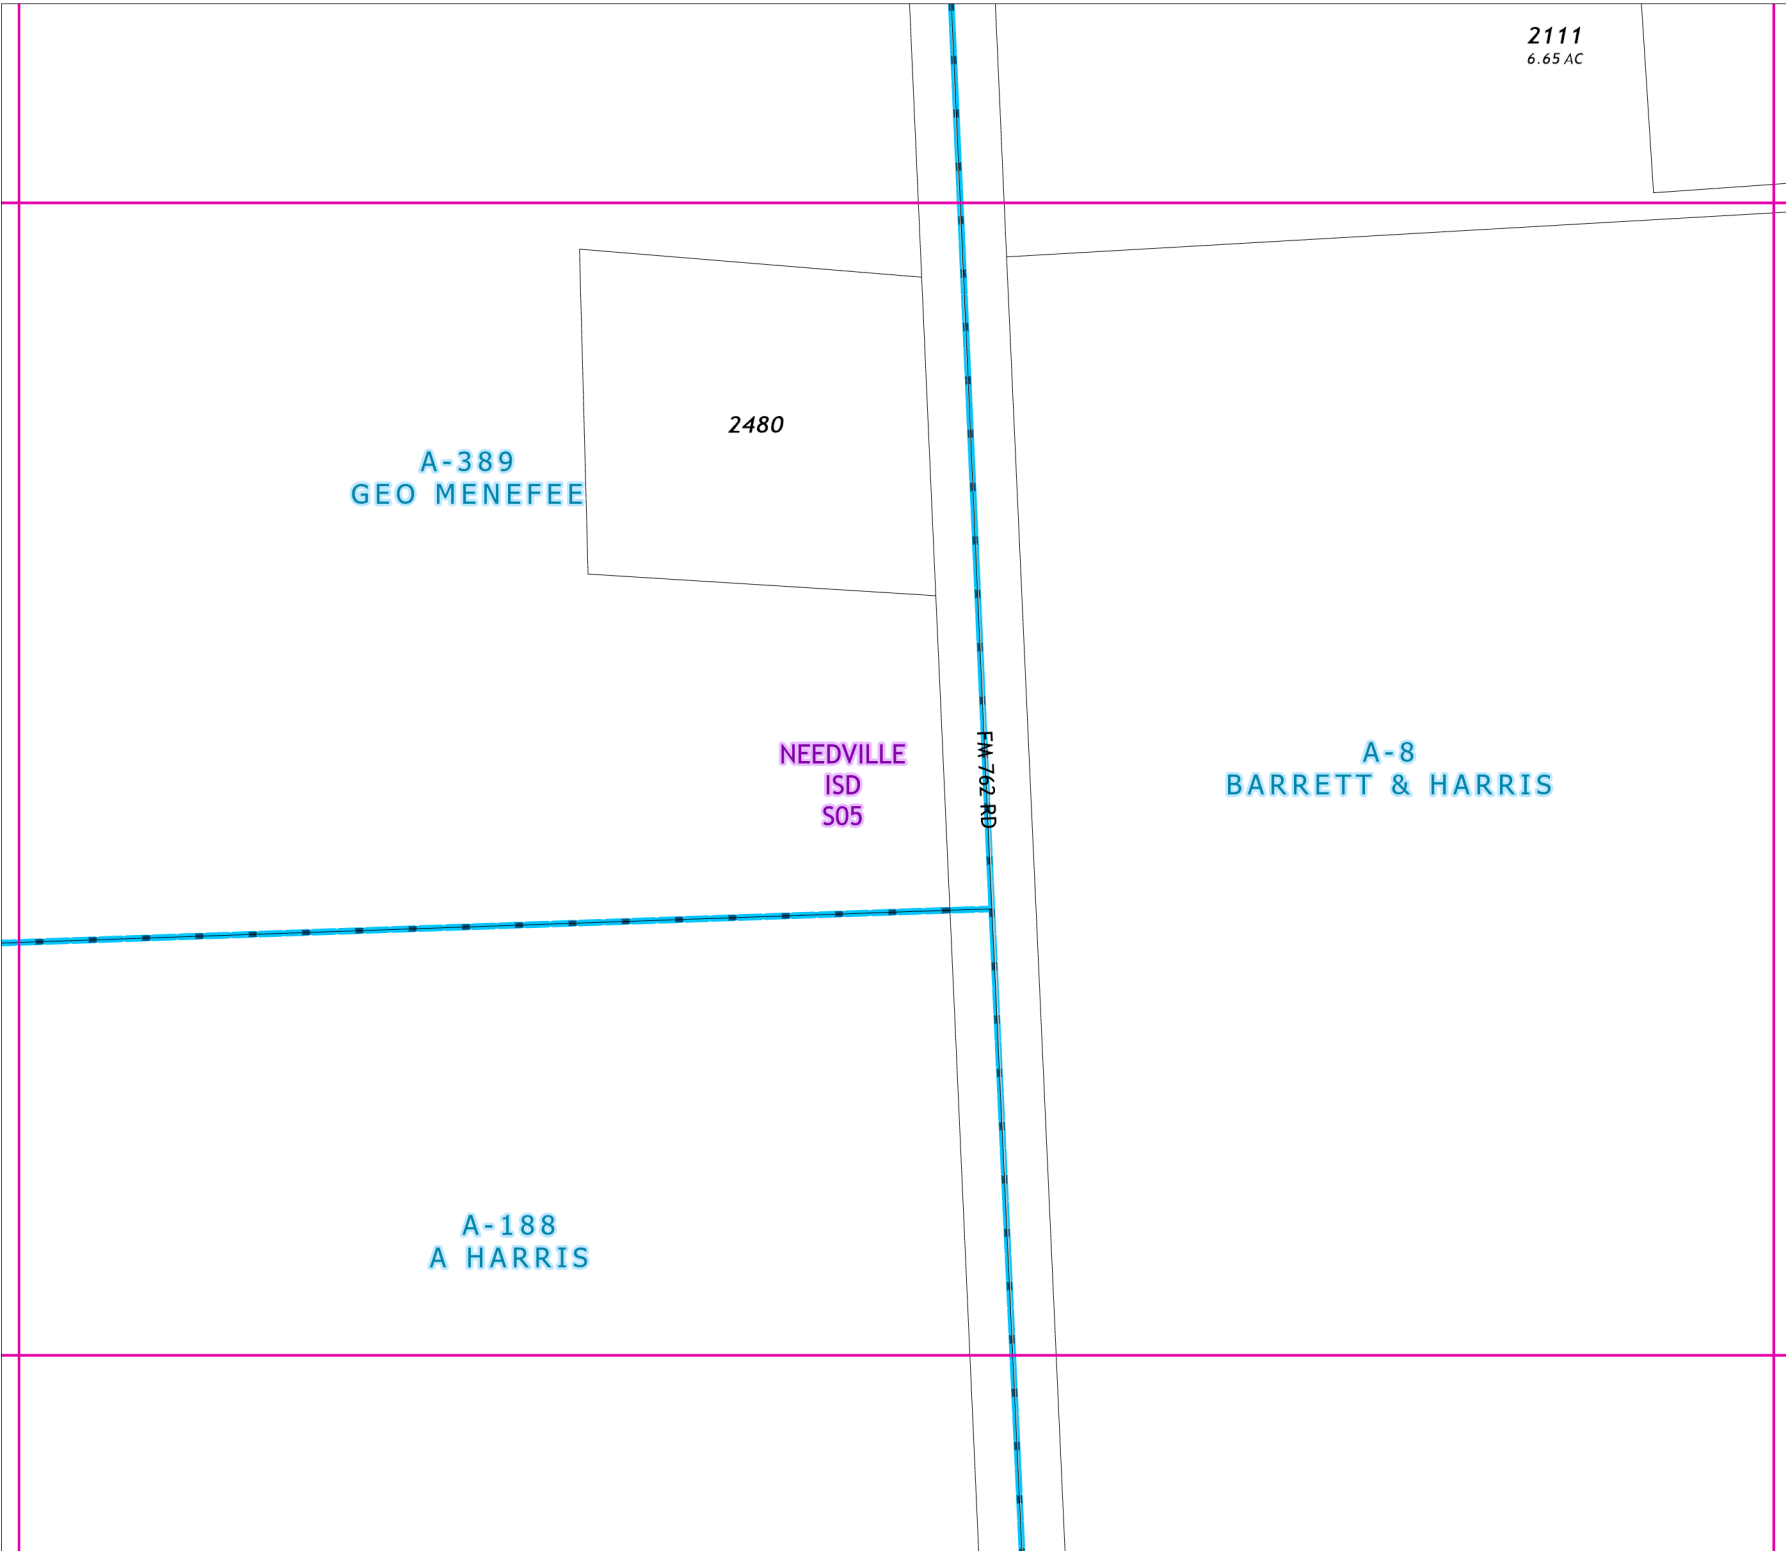 2111
6.65 AC
2480
A-389
GEO MENEFEE
NEEDVILLE
ISD
S05
FM 762 RD
A-8
BARRETT & HARRIS
A-188
A HARRIS